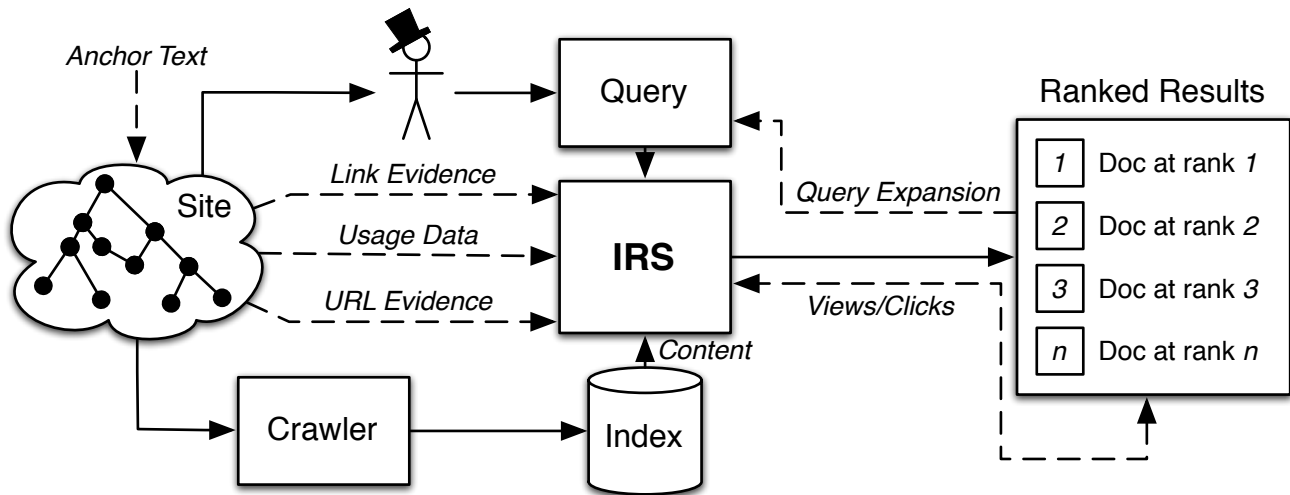 Anchor Text
Query
Ranked Results
Site
Link Evidence
Usage Data
URL Evidence
IRS
Query Expansion
Views/Clicks
1 Doc at rank 1
2 Doc at rank 2
3 Doc at rank 3
n Doc at rank n
Content
Crawler
Index